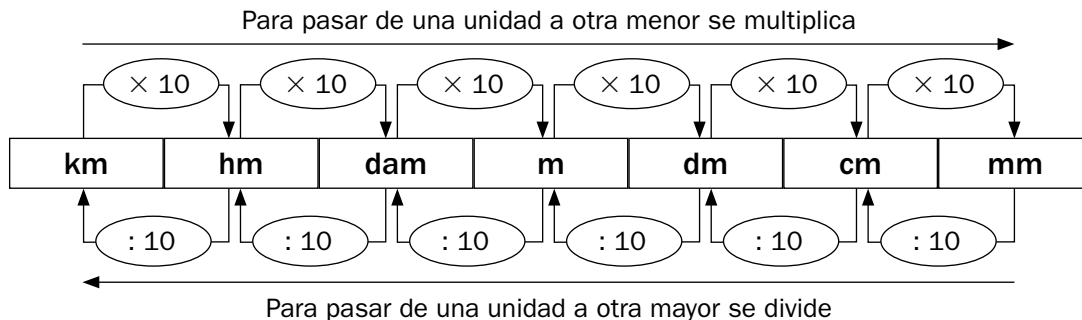 Para pasar de una unidad a otra menor se multiplica
× 10 × 10 × 10 × 10 × 10 × 10
km hm dam m dm cm mm
: 10 : 10 : 10 : 10 : 10 : 10
Para pasar de una unidad a otra mayor se divide